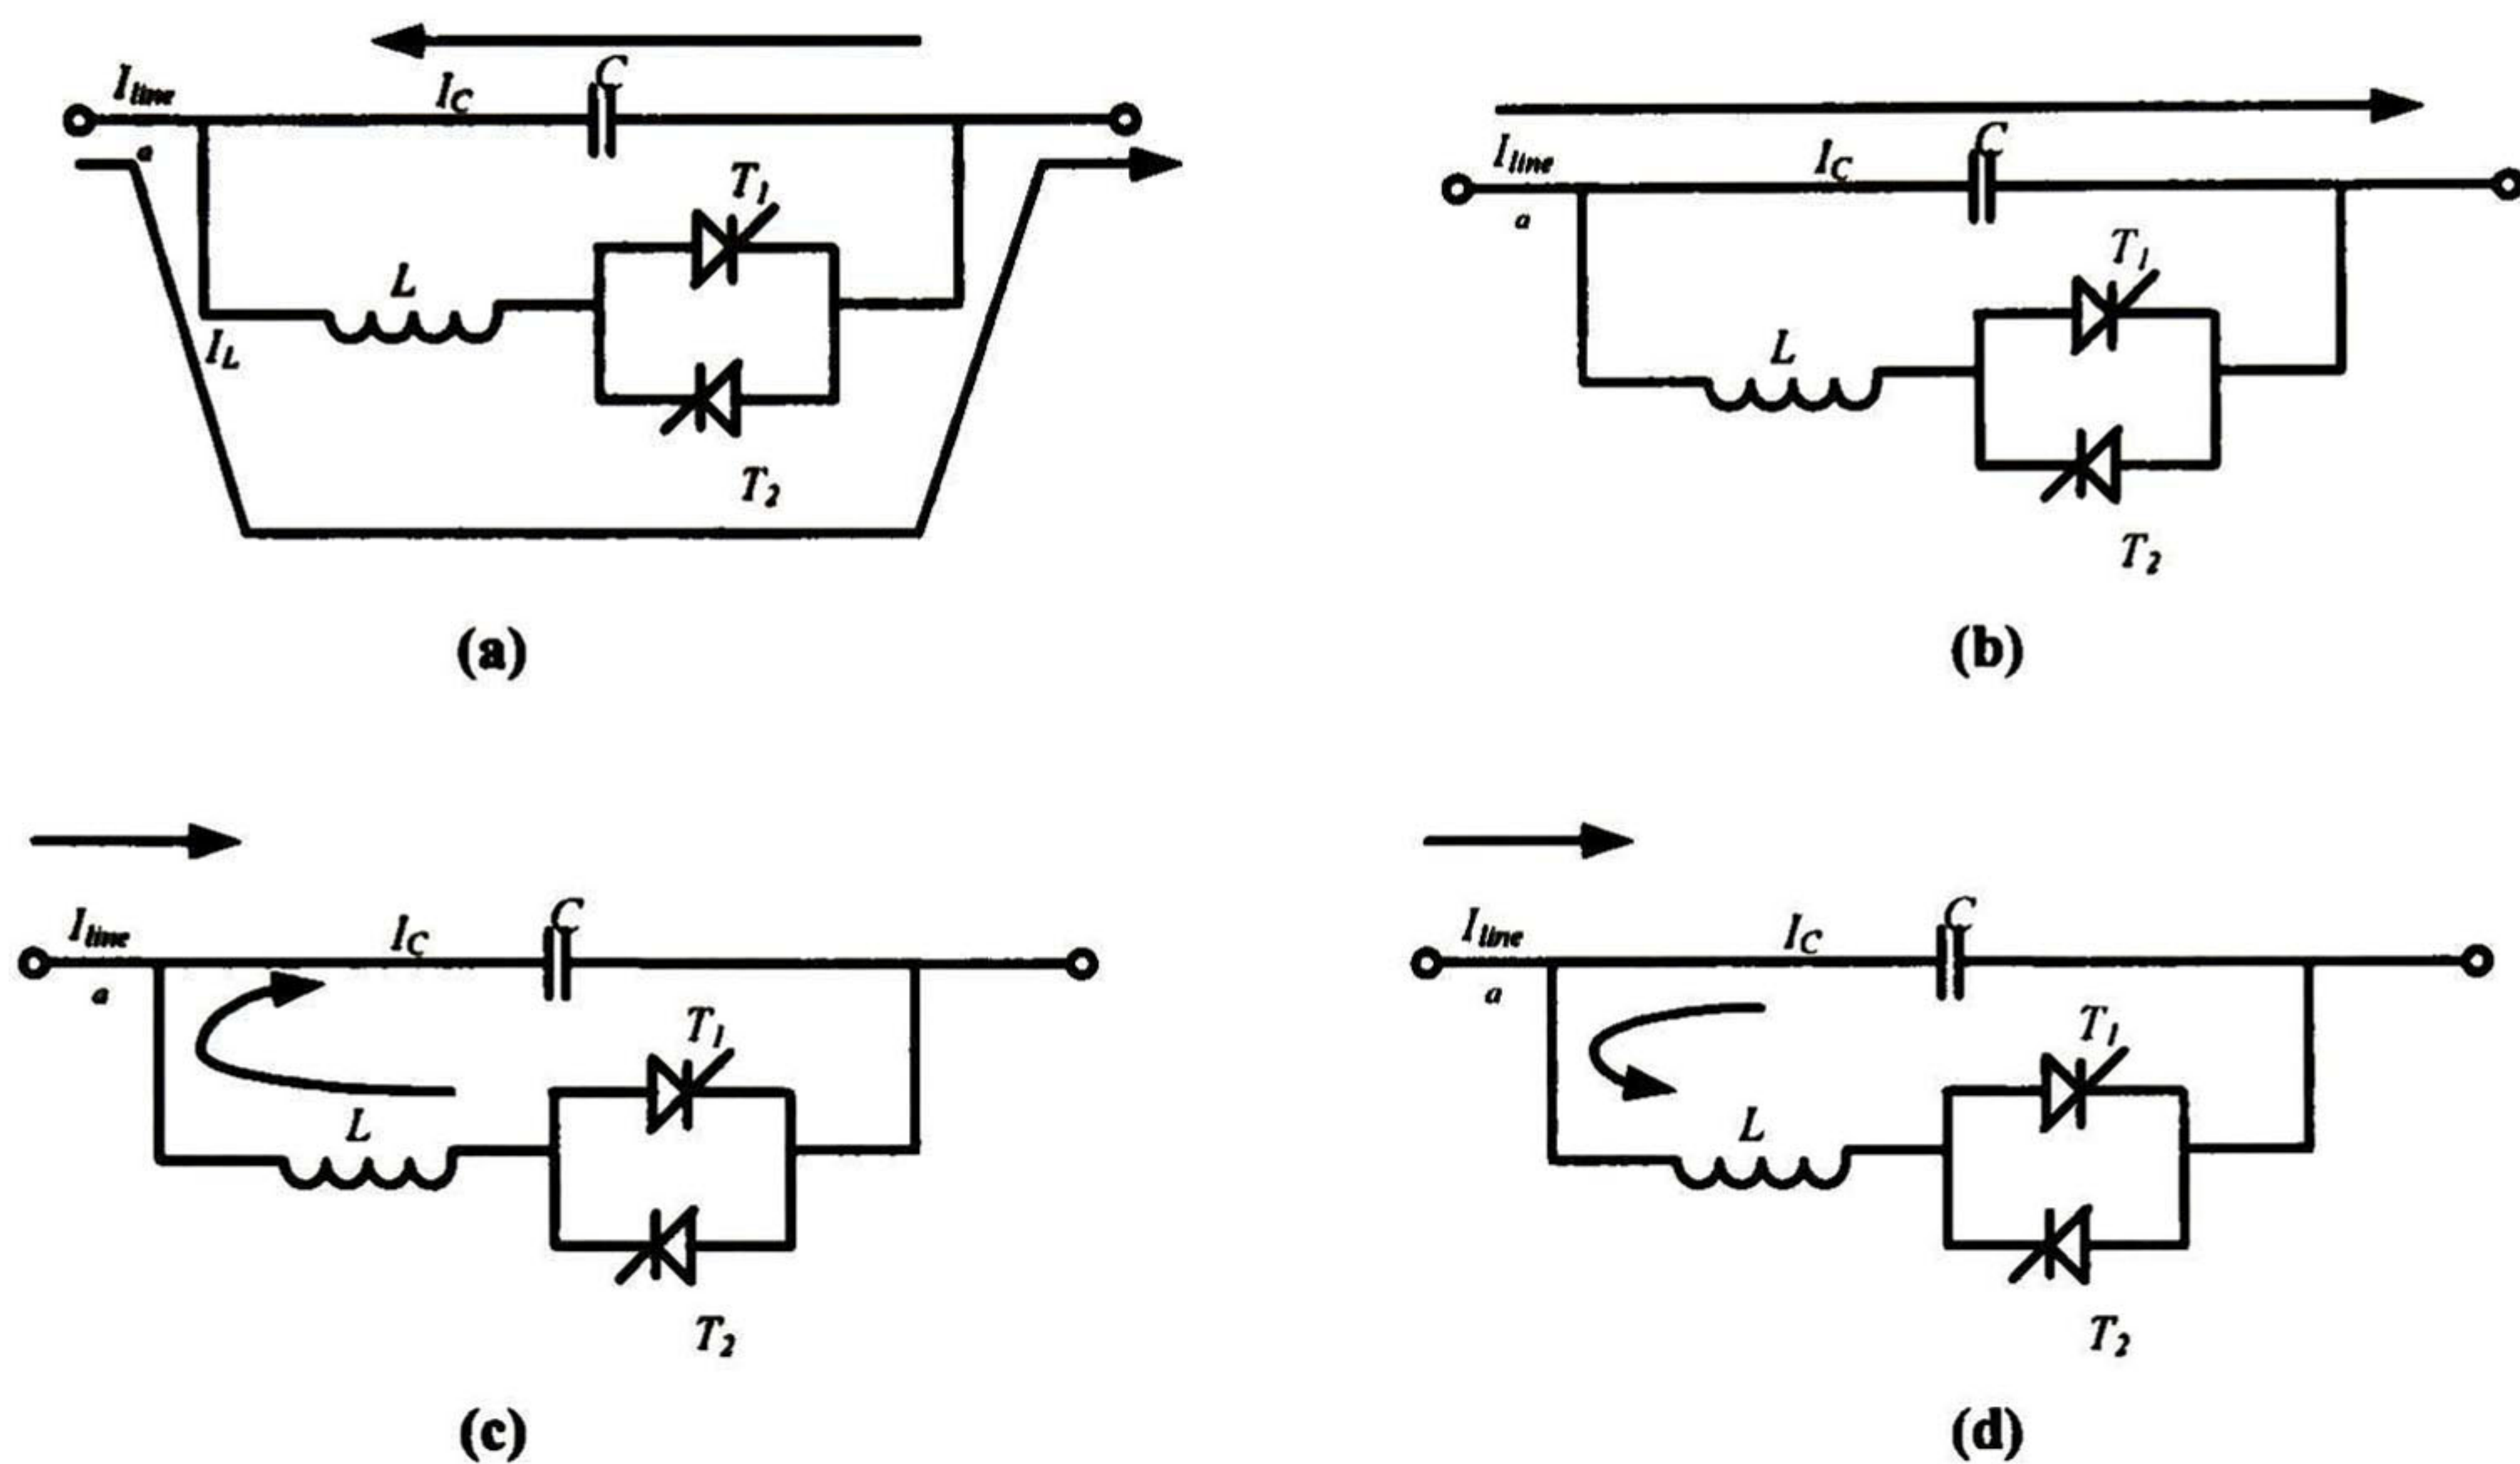 I_line I_C C
a
T_1
L
I_L
T_2
(a)
I_line I_C C
a
T_1
L
T_2
(b)
I_line I_C C
a
T_1
L
T_2
(c)
I_line I_C C
a
T_1
L
T_2
(d)